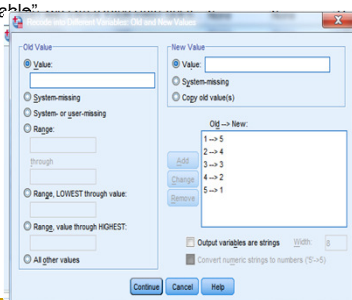 able"
Recode into Different Variables: Old and New Values
Old Value
Value:
System-missing
System- or user-missing
Range:
through
Range, LOWEST through value:
Range, value through HIGHEST:
All other values
New Value
Value:
System-missing
Copy old value(s)
Old --> New:
Add
Change
Remove
1 --> 5
2 --> 4
3 --> 3
4 --> 2
5 --> 1
Output variables are strings
Width: 8
Convert numeric strings to numbers ('5'->5)
Continue
Cancel
Help